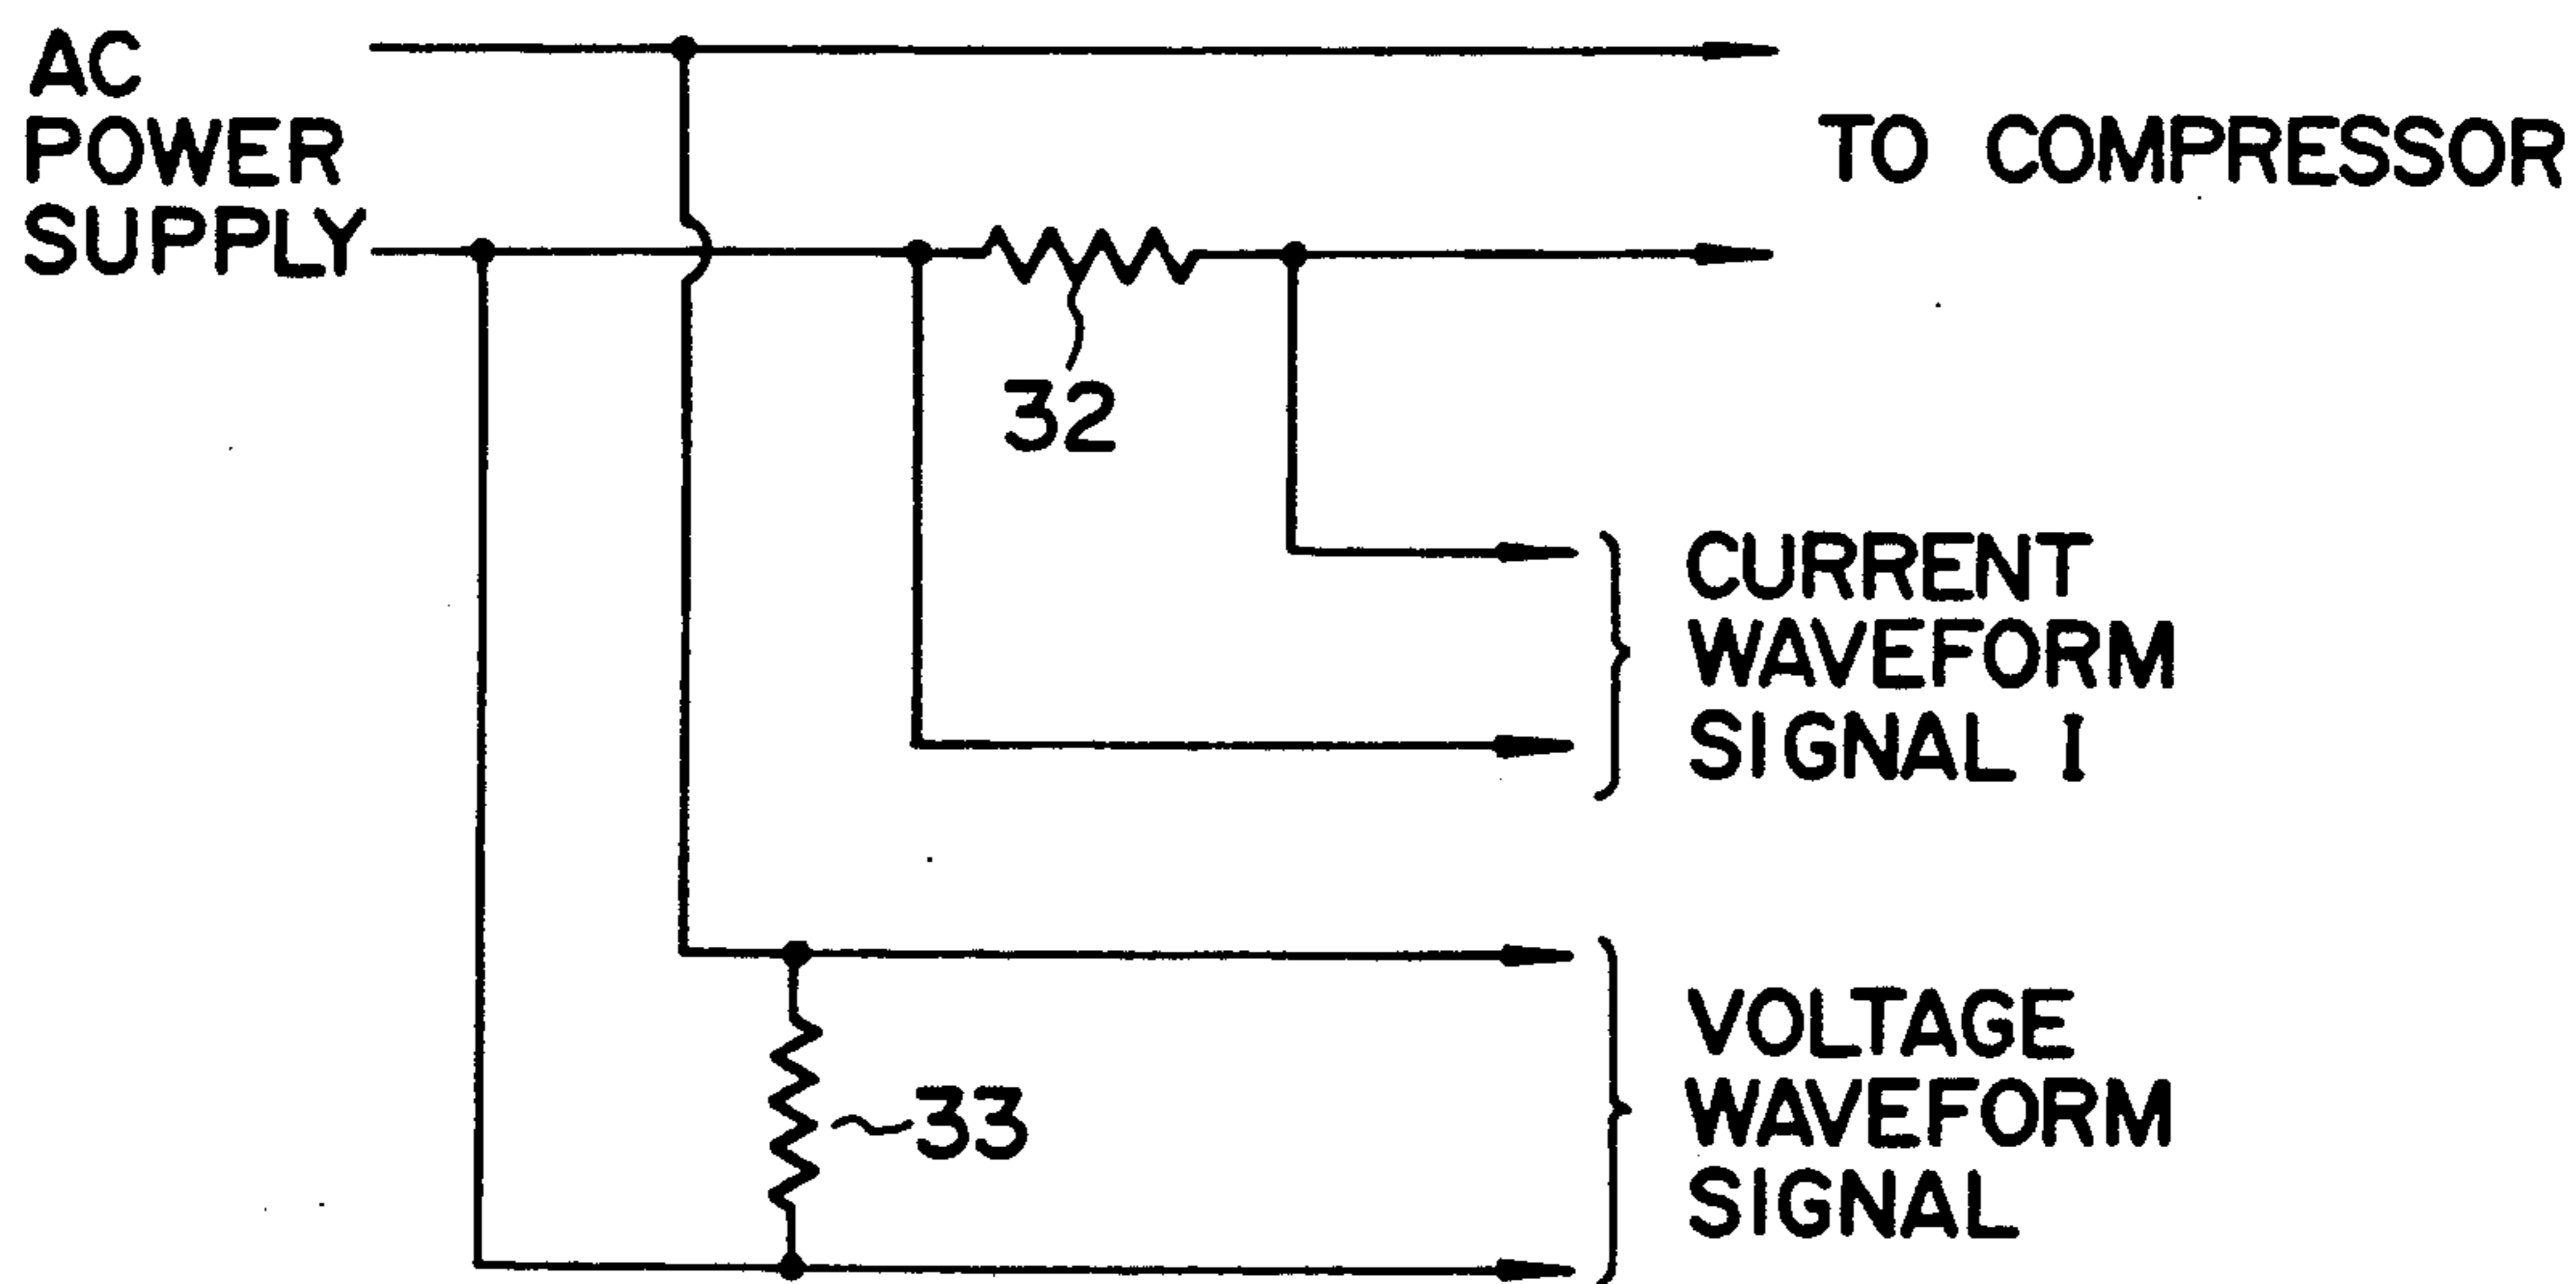 AC
POWER
SUPPLY
TO COMPRESSOR
32
CURRENT
WAVEFORM
SIGNAL I
33
VOLTAGE
WAVEFORM
SIGNAL